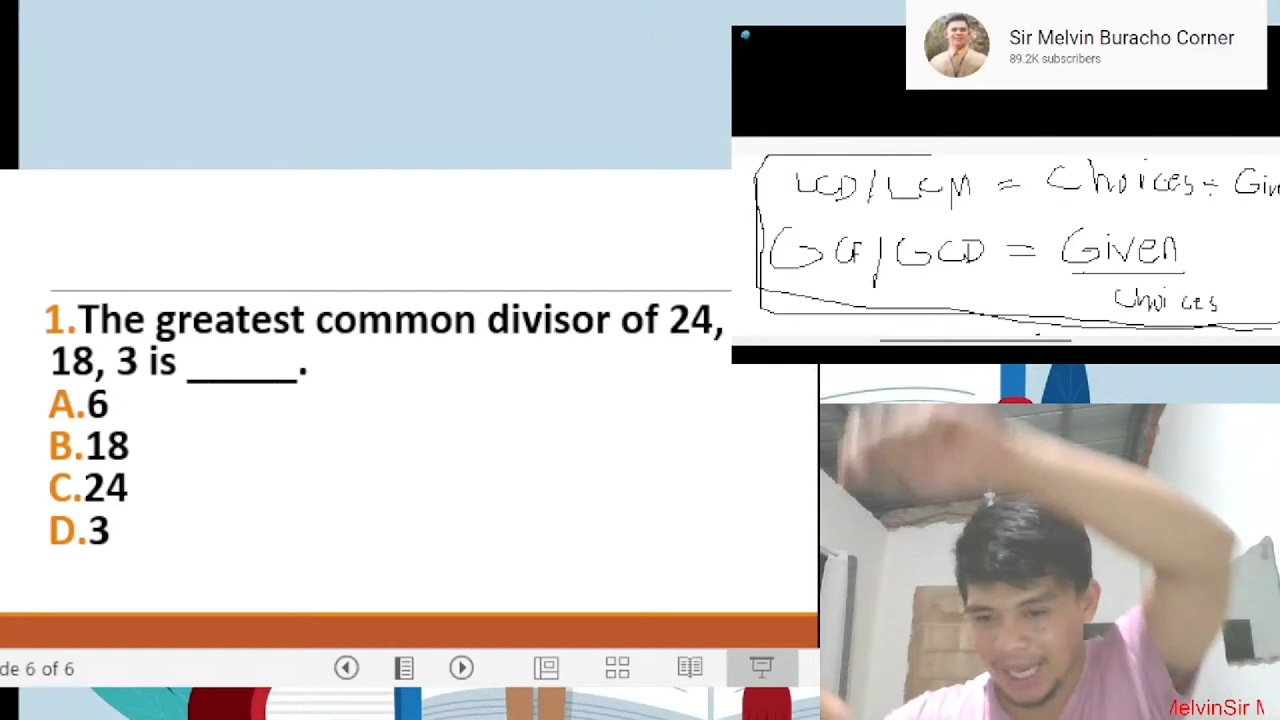 Sir Melvin Buracho Corner
89.2K subscribers
LCD/LCM = Choices ÷ Giv
GCF/GCD = Given
Choices
1.The greatest common divisor of 24,
18, 3 is ______.
A.6
B.18
C.24
D.3
de 6 of 6
MelvinSir M